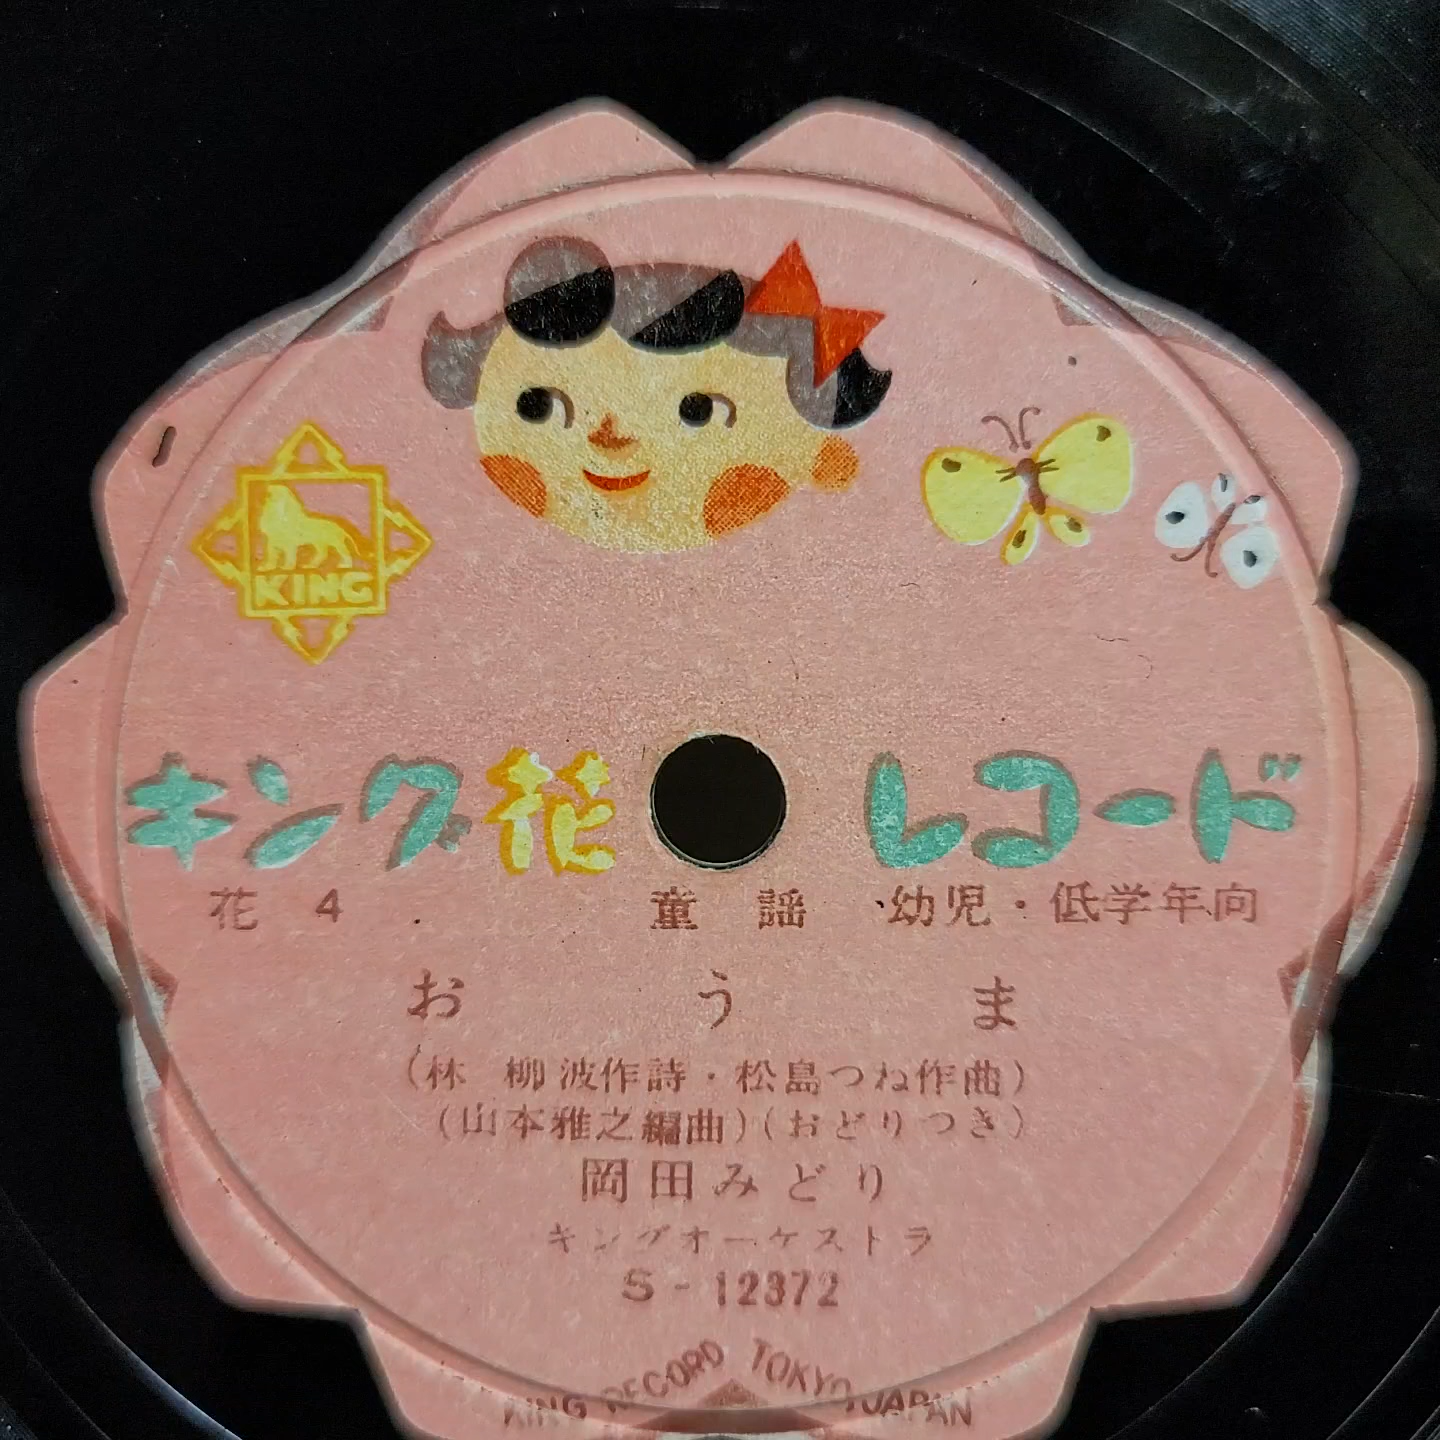 KING
キング花レコード
花 4. 童謡 幼児・低学年向
おうま
(林 柳波作詩・松島つね作曲)
(山本雅之編曲)(おどりつき)
岡田みどり
キングオーケストラ
S-12372
KING RECORD TOKYO JAPAN